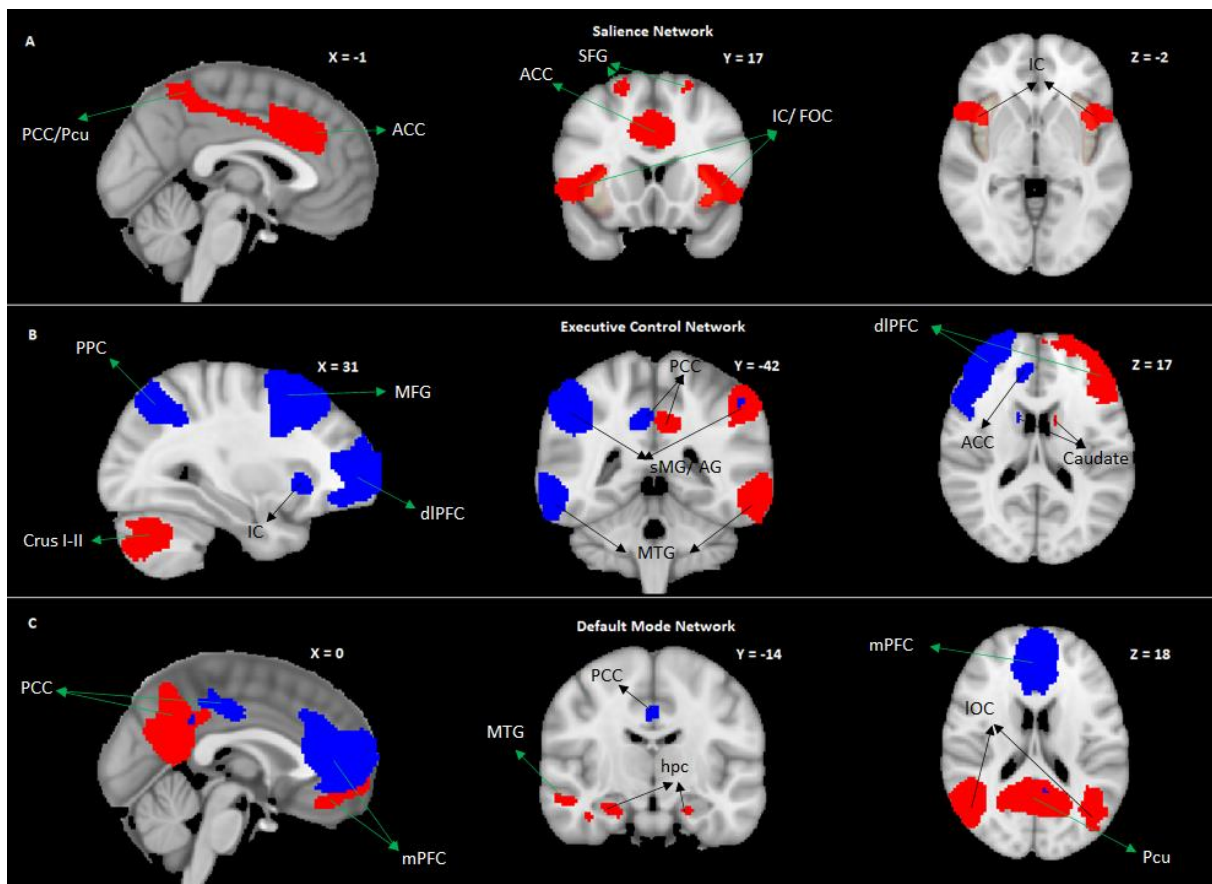 A
Salience Network
X = -1
Y = 17
Z = -2
SFG
ACC
IC
PCC/Pcu
ACC
IC/ FOC
B
Executive Control Network
X = 31
Y = -42
Z = 17
PPC
MFG
PCC
dlPFC
sMG/ AG
ACC
Caudate
IC
dlPFC
Crus I-II
MTG
C
Default Mode Network
X = 0
Y = -14
Z = 18
PCC
PCC
mPFC
MTG
hpc
lOC
mPFC
Pcu